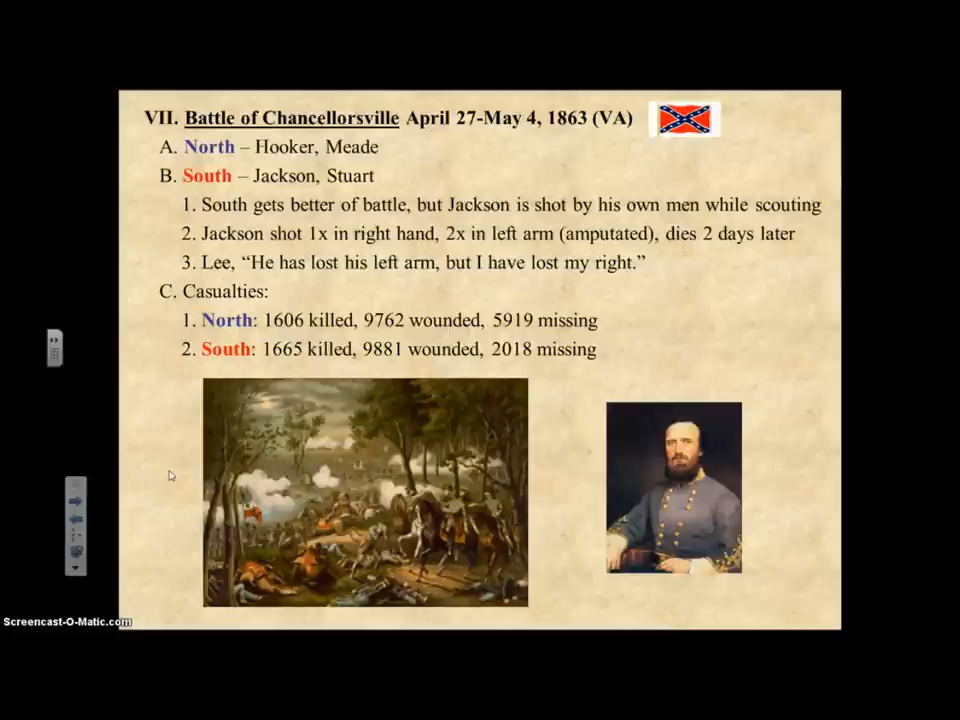 VII. Battle of Chancellorsville April 27-May 4, 1863 (VA)
A. North – Hooker, Meade
B. South – Jackson, Stuart
1. South gets better of battle, but Jackson is shot by his own men while scouting
2. Jackson shot 1x in right hand, 2x in left arm (amputated), dies 2 days later
3. Lee, “He has lost his left arm, but I have lost my right.”
C. Casualties:
1. North: 1606 killed, 9762 wounded, 5919 missing
2. South: 1665 killed, 9881 wounded, 2018 missing
Screencast-O-Matic.com